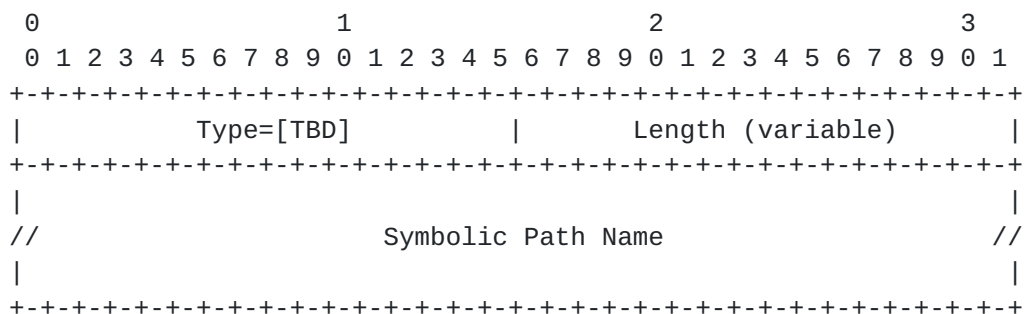 0                   1                   2                   3
 0 1 2 3 4 5 6 7 8 9 0 1 2 3 4 5 6 7 8 9 0 1 2 3 4 5 6 7 8 9 0 1
+-+-+-+-+-+-+-+-+-+-+-+-+-+-+-+-+-+-+-+-+-+-+-+-+-+-+-+-+-+-+-+-+
|           Type=[TBD]          |       Length (variable)       |
+-+-+-+-+-+-+-+-+-+-+-+-+-+-+-+-+-+-+-+-+-+-+-+-+-+-+-+-+-+-+-+-+
|                                                               |
//                      Symbolic Path Name                     //
|                                                               |
+-+-+-+-+-+-+-+-+-+-+-+-+-+-+-+-+-+-+-+-+-+-+-+-+-+-+-+-+-+-+-+-+